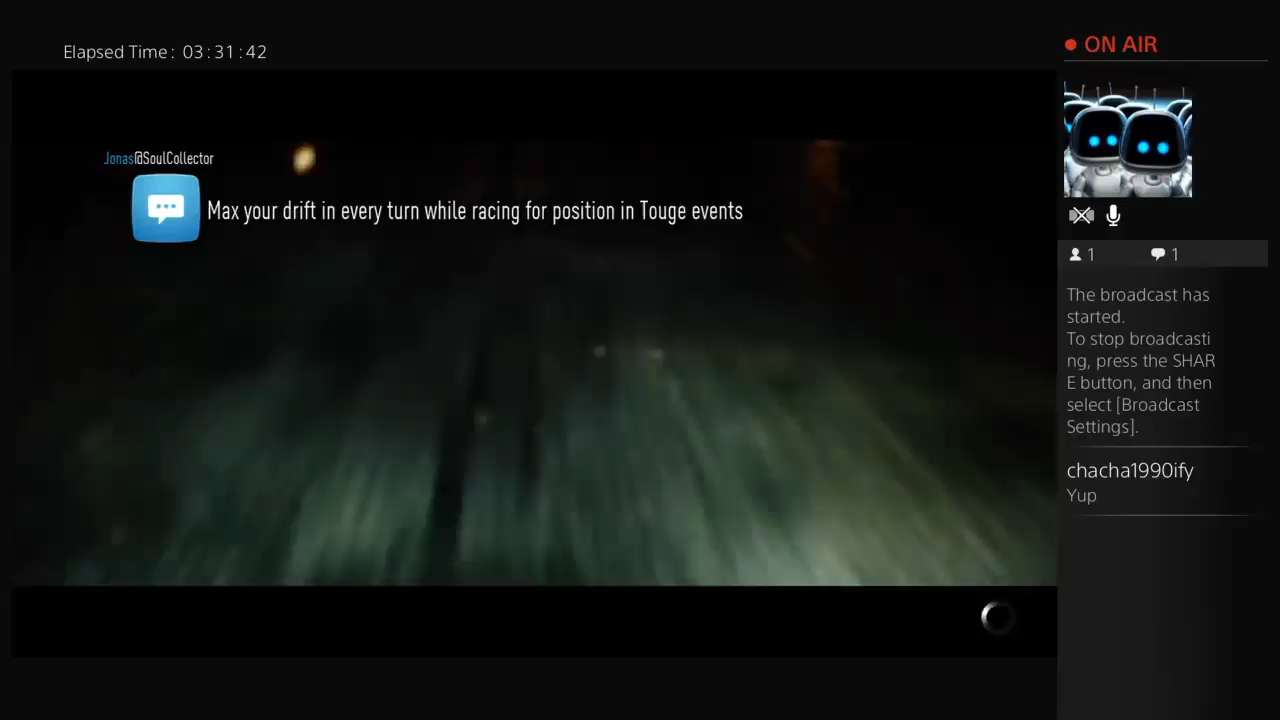 Elapsed Time: 03:31:42
ON AIR
Jonas@SoulCollector
Max your drift in every turn while racing for position in Touge events
1
1
The broadcast has
started.
To stop broadcasti
ng, press the SHAR
E button, and then
select [Broadcast
Settings].
chacha1990ify
Yup